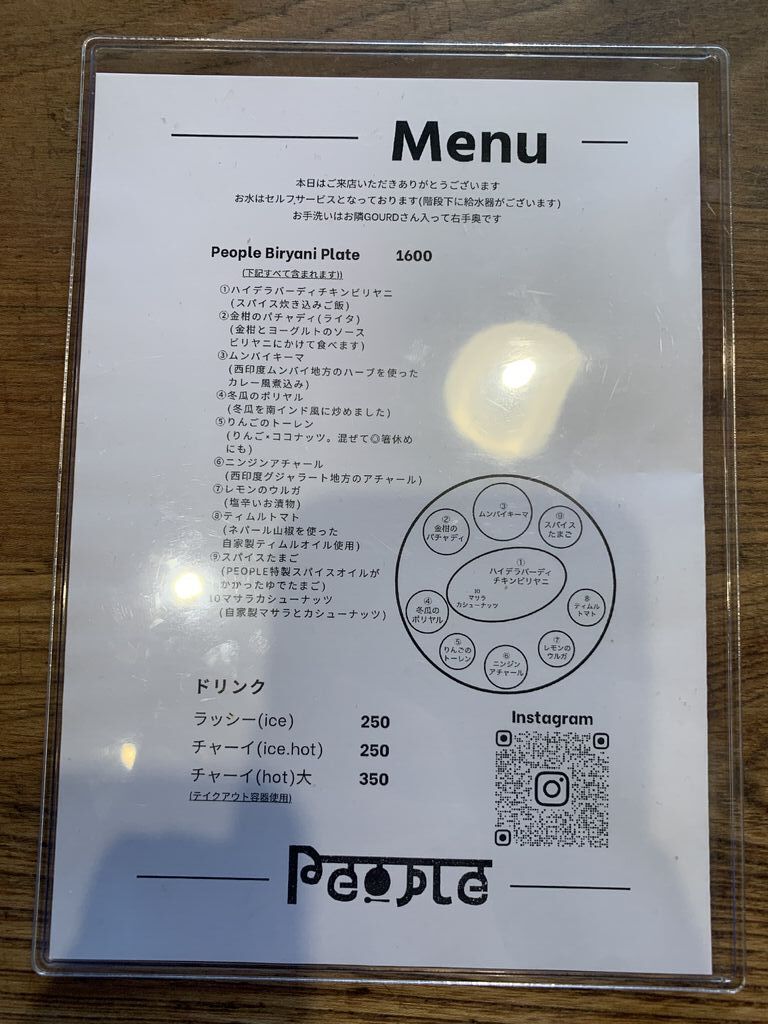 Menu
本日はご来店いただきありがとうございます
お水はセルフサービスとなっております(階段下に給水器がございます)
お手洗いはお隣GOURDさん入って右手奥です
People Biryani Plate 1600
(下記すべて含まれます))
①ハイデラバーディチキンビリヤニ
(スパイス炊き込みご飯)
②金柑のパチャディ(ライタ)
(金柑とヨーグルトのソース
ビリヤニにかけて食べます)
③ムンバイキーマ
(西印度ムンバイ地方のハーブを使った
カレー風煮込み)
④冬瓜のポリヤル
(冬瓜を南インド風に炒めました)
⑤りんごのトーレン
(りんご×ココナッツ。混ぜて◎箸休め
にも)
⑥ニンジンアチャール
(西印度グジャラート地方のアチャール)
⑦レモンのウルガ
(塩辛いお漬物)
⑧ティムルトマト
(ネパール山椒を使った
自家製ティムルオイル使用)
⑨スパイスたまご
(PEOPLE特製スパイスオイルが
かかったゆでたまご)
10マサラカシューナッツ
(自家製マサラとカシューナッツ)
③
ムンバイキーマ
②
金柑の
パチャディ
⑨
スパイス
たまご
①
ハイデラバーディ
チキンビリヤニ
10
マサラ
カシューナッツ
④
冬瓜の
ポリヤル
⑧
ティムル
トマト
⑤
りんごの
トーレン
⑥
ニンジン
アチャール
⑦
レモンの
ウルガ
ドリンク
ラッシー(ice) 250
チャーイ(ice.hot) 250
チャーイ(hot)大 350
(テイクアウト容器使用)
Instagram
PEOPLE